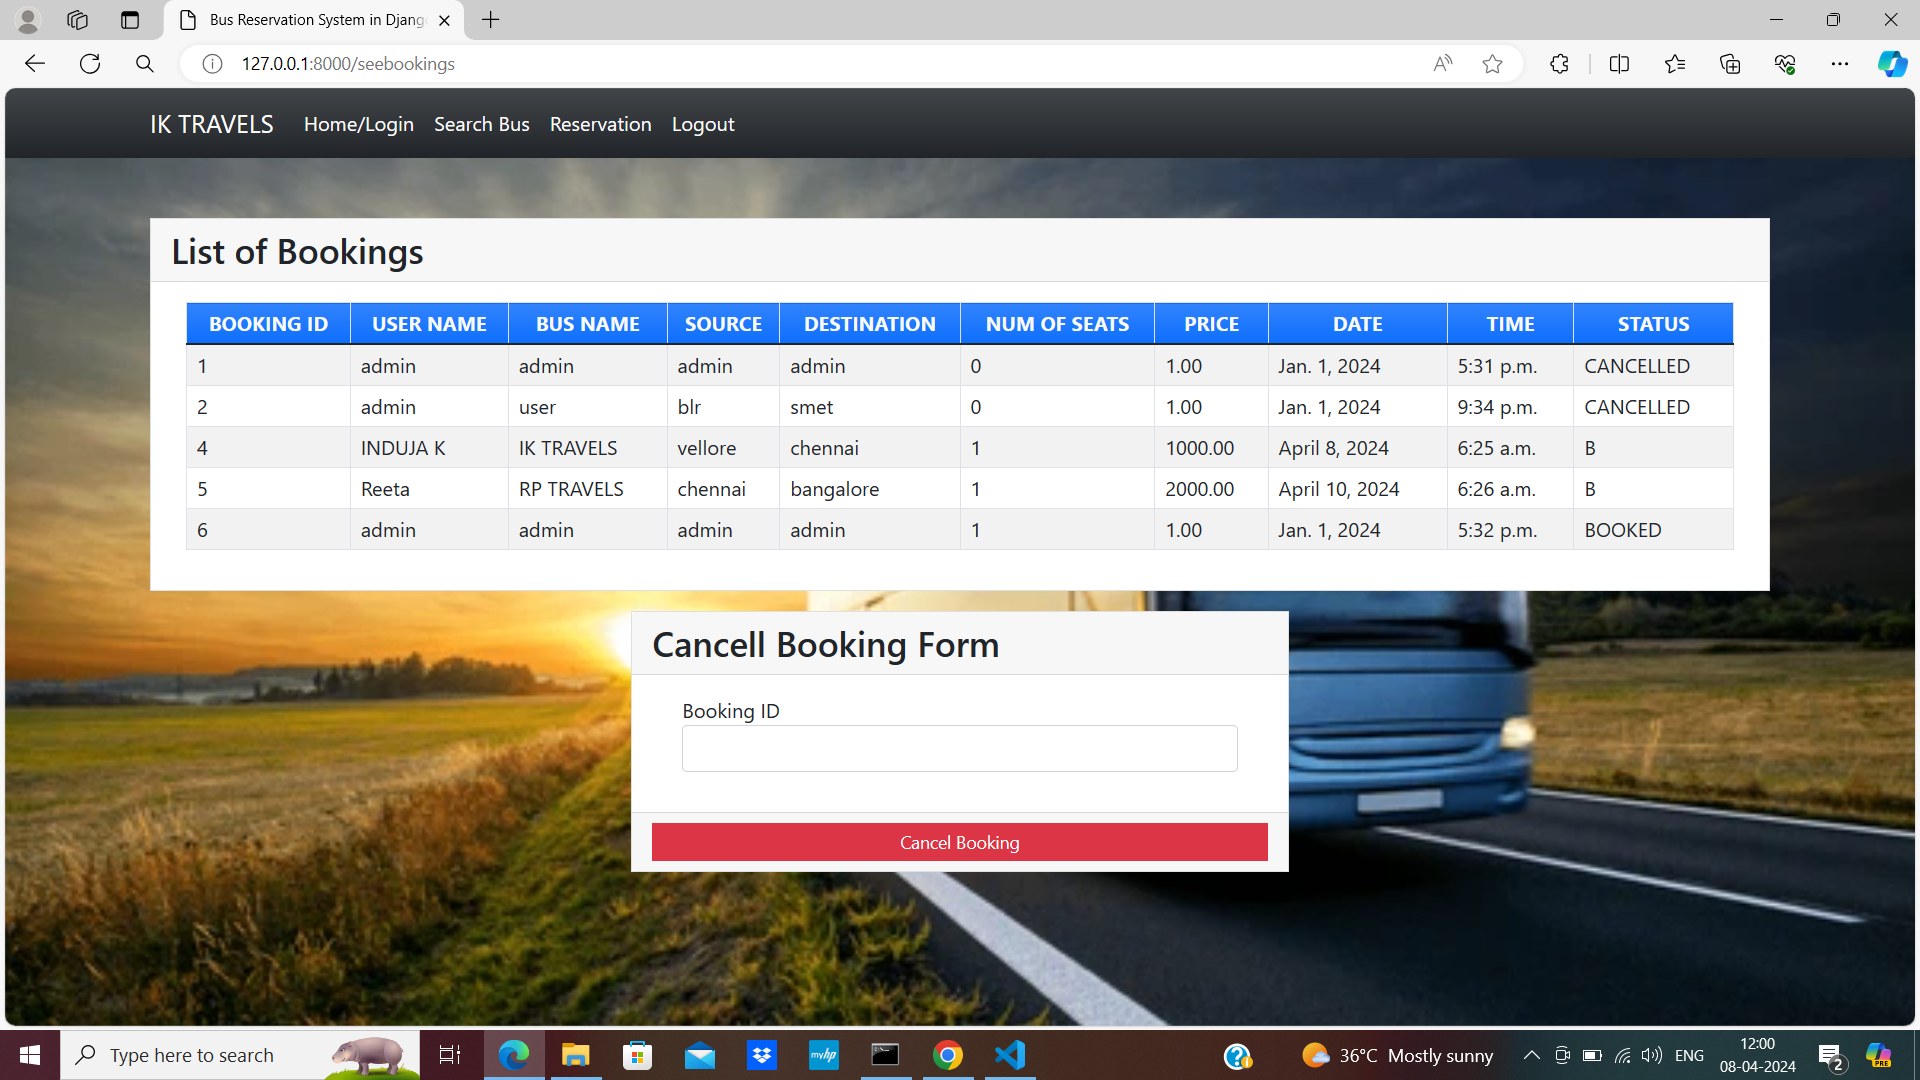 Bus Reservation System in Djang
127.0.0.1:8000/seebookings
IK TRAVELS Home/Login Search Bus Reservation Logout
List of Bookings
BOOKING ID USER NAME BUS NAME SOURCE DESTINATION NUM OF SEATS PRICE DATE TIME STATUS
1 admin admin admin admin 0 1.00 Jan. 1, 2024 5:31 p.m. CANCELLED
2 admin user blr smet 0 1.00 Jan. 1, 2024 9:34 p.m. CANCELLED
4 INDUJA K IK TRAVELS vellore chennai 1 1000.00 April 8, 2024 6:25 a.m. B
5 Reeta RP TRAVELS chennai bangalore 1 2000.00 April 10, 2024 6:26 a.m. B
6 admin admin admin admin 1 1.00 Jan. 1, 2024 5:32 p.m. BOOKED
Cancell Booking Form
Booking ID
Cancel Booking
Type here to search
myhp
36°C Mostly sunny
ENG
12:00
08-04-2024
2
PRE